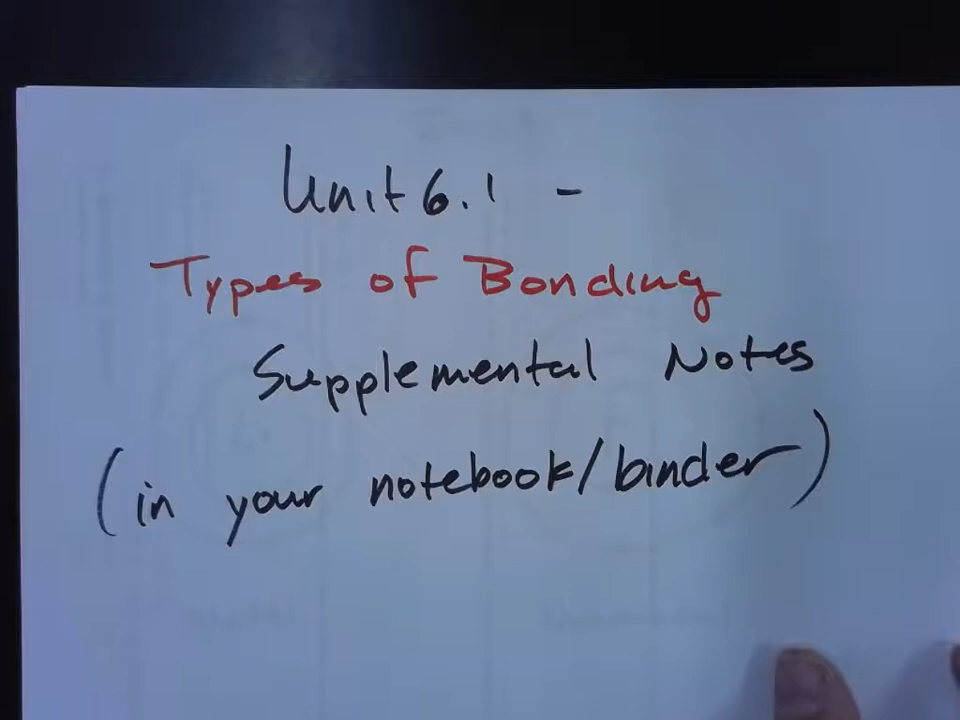 Unit 6.1 -
Types of Bonding
Supplemental Notes
(in your notebook/binder)